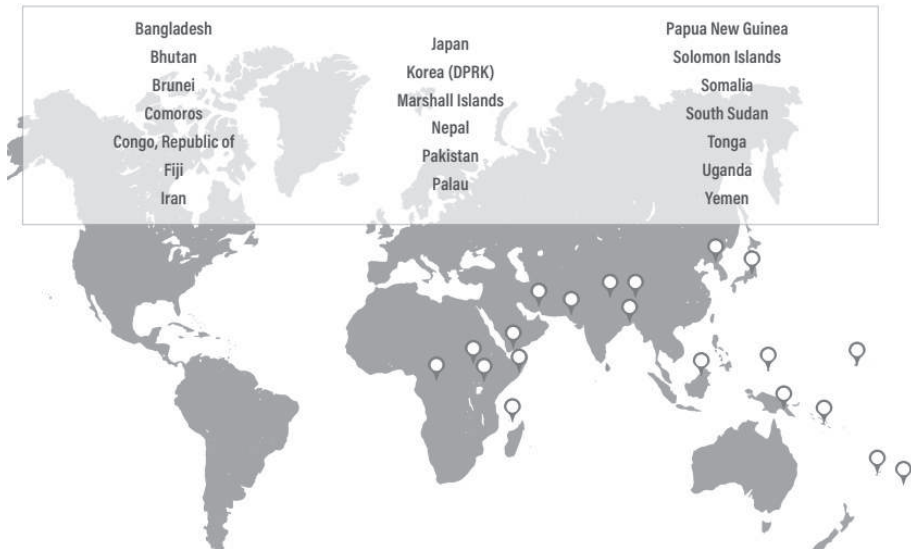 Bangladesh
Bhutan
Brunei
Comoros
Congo, Republic of
Fiji
Iran
Japan
Korea (DPRK)
Marshall Islands
Nepal
Pakistan
Palau
Papua New Guinea
Solomon Islands
Somalia
South Sudan
Tonga
Uganda
Yemen